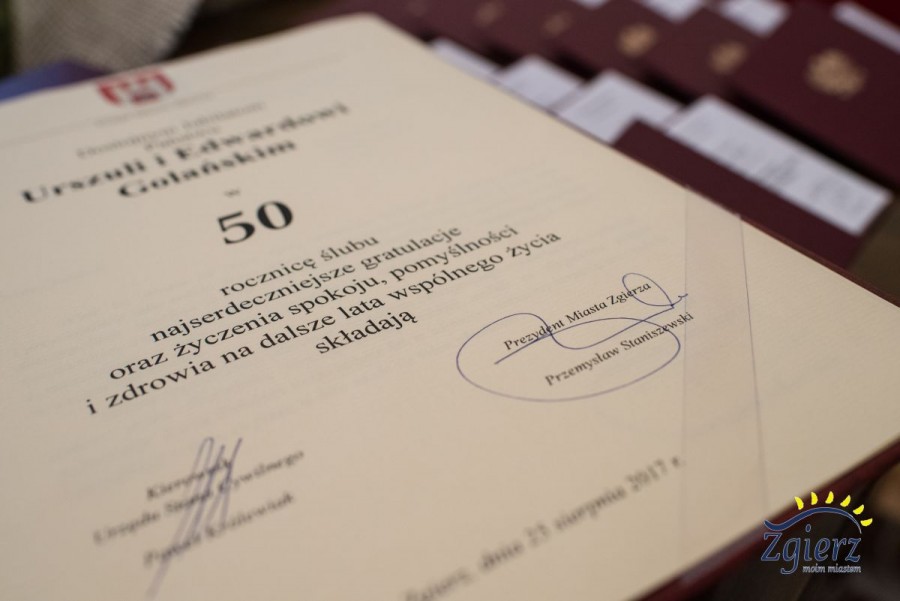 Urszuli i Edwardowi
Golańskim
w
50
rocznicę ślubu
najserdeczniejsze gratulacje
oraz życzenia spokoju, pomyślności
i zdrowia na dalsze lata wspólnego życia
składają
Prezydent Miasta Zgierza
Przemysław Staniszewski
Kierownik
Urzędu Stanu Cywilnego
Zgierz, dnia 23 sierpnia 2017 r.
Zgierz
moim miastem